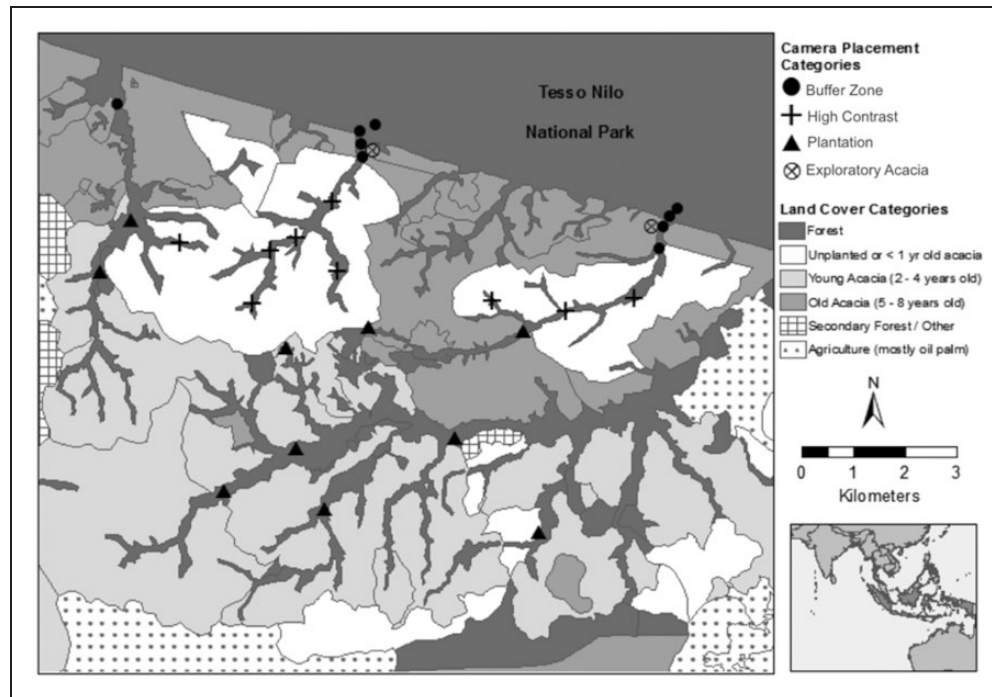 Tesso Nilo
National Park
Camera Placement
Categories
Buffer Zone
High Contrast
Plantation
Exploratory Acacia
Land Cover Categories
Forest
Unplanted or < 1 yr old acacia
Young Acacia (2 - 4 years old)
Old Acacia (5 - 8 years old)
Secondary Forest / Other
Agriculture (mostly oil palm)
N
0 1 2 3
Kilometers